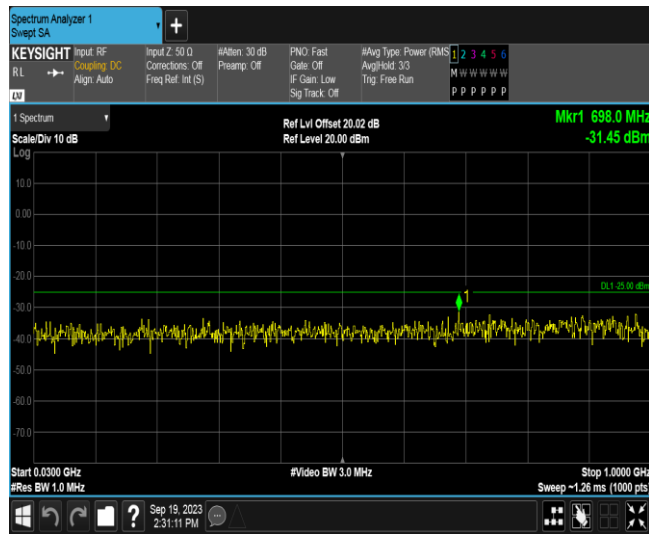 Spectrum Analyzer 1
Swept SA
+
KEYSIGHT
RL
LXI
Input: RF
Coupling: DC
Align: Auto
Input Z: 50 Ω
Corrections: Off
Freq Ref: Int (S)
#Atten: 30 dB
Preamp: Off
PNO: Fast
Gate: Off
IF Gain: Low
Sig Track: Off
#Avg Type: Power (RMS
Avg|Hold: 3/3
Trig: Free Run
1 2 3 4 5 6
M W W W W W
P P P P P P
1 Spectrum
Scale/Div 10 dB
Log
Ref Lvl Offset 20.02 dB
Ref Level 20.00 dBm
Mkr1 698.0 MHz
-31.45 dBm
10.0
0.00
-10.0
-20.0
DL1 -25.00 dBm
1
-30.0
-40.0
-50.0
-60.0
-70.0
Start 0.0300 GHz
#Res BW 1.0 MHz
#Video BW 3.0 MHz
Stop 1.0000 GHz
Sweep ~1.26 ms (1000 pts)
?
Sep 19, 2023
2:31:11 PM